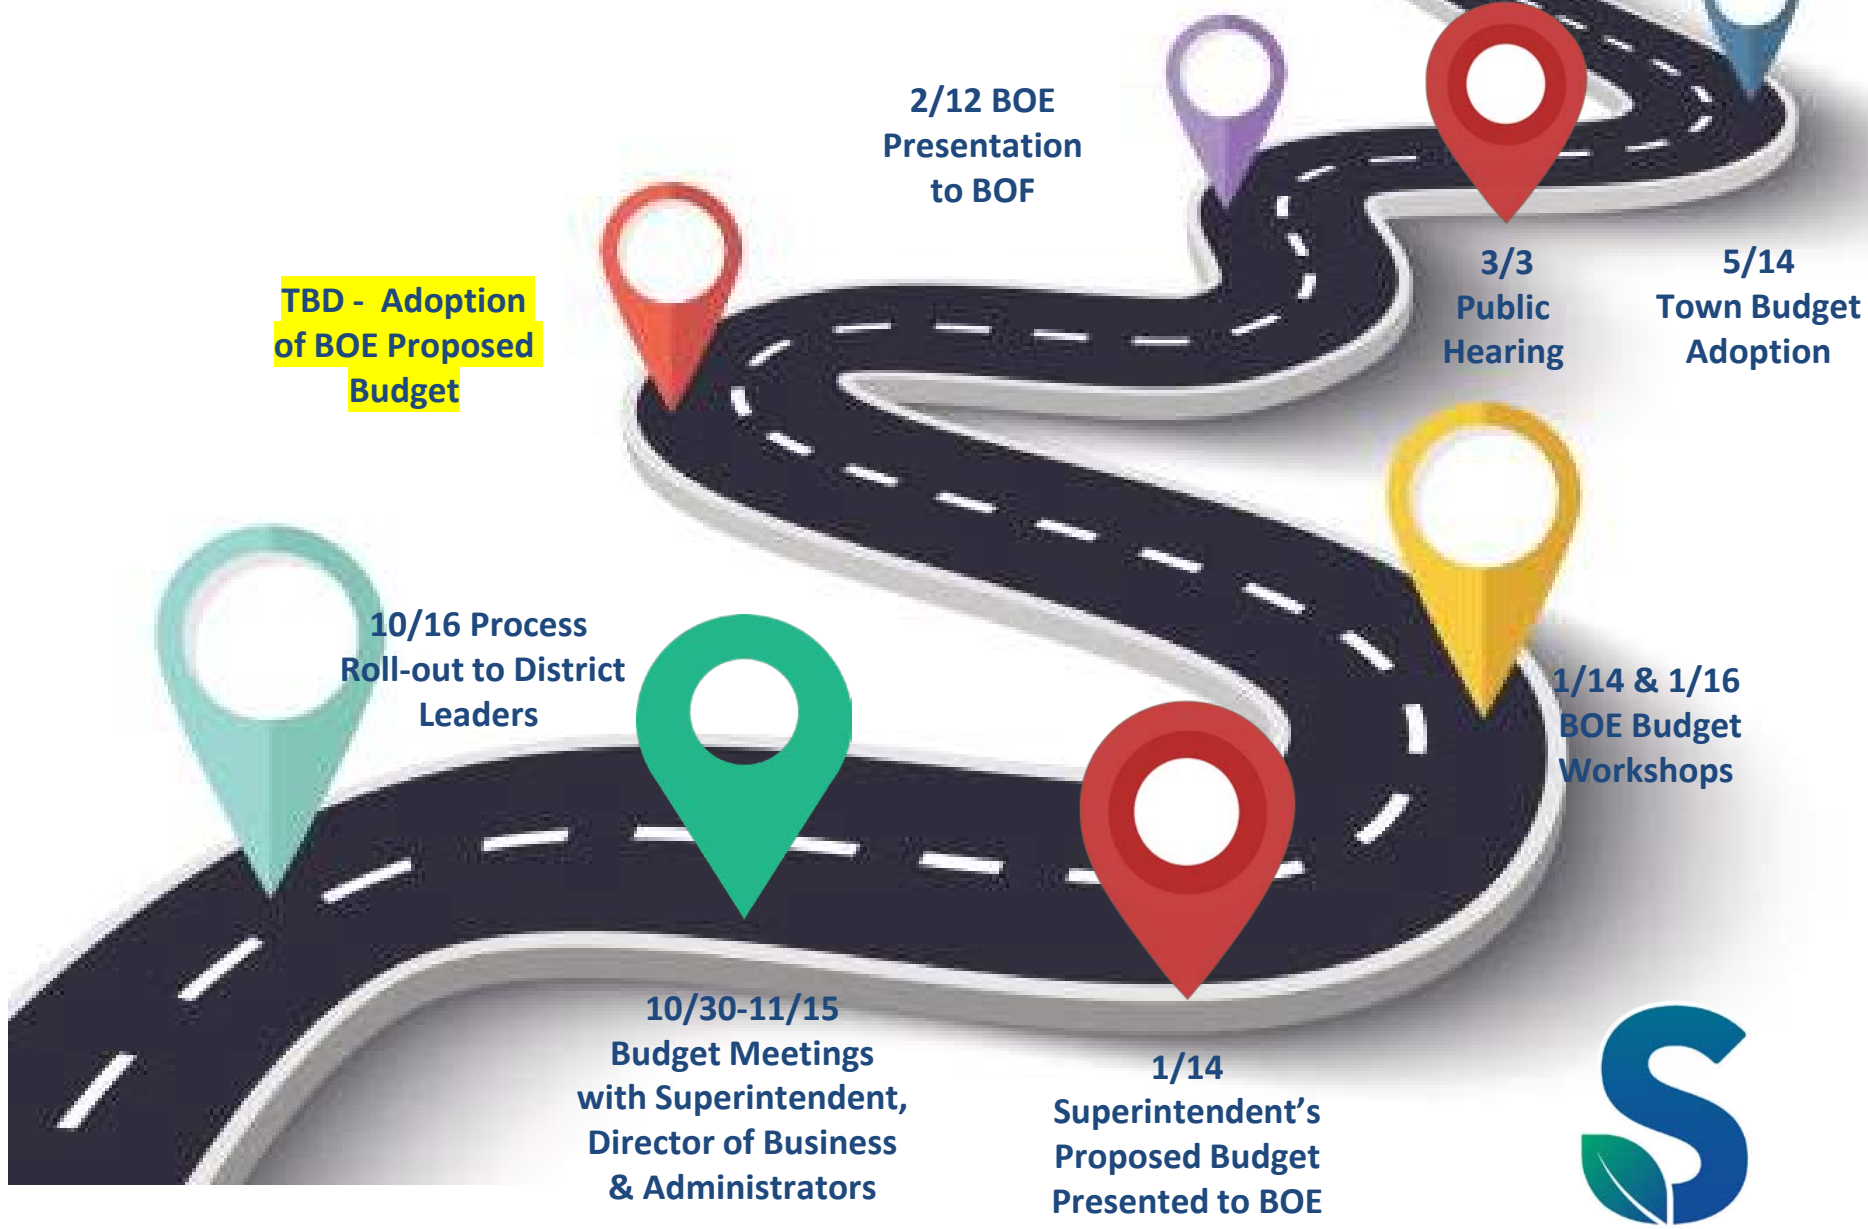 10/16 Process
Roll-out to District
Leaders
10/30-11/15
Budget Meetings
with Superintendent,
Director of Business
& Administrators
1/14
Superintendent’s
Proposed Budget
Presented to BOE
1/14 & 1/16
BOE Budget
Workshops
TBD - Adoption
of BOE Proposed
Budget
2/12 BOE
Presentation
to BOF
3/3
Public
Hearing
5/14
Town Budget
Adoption
S